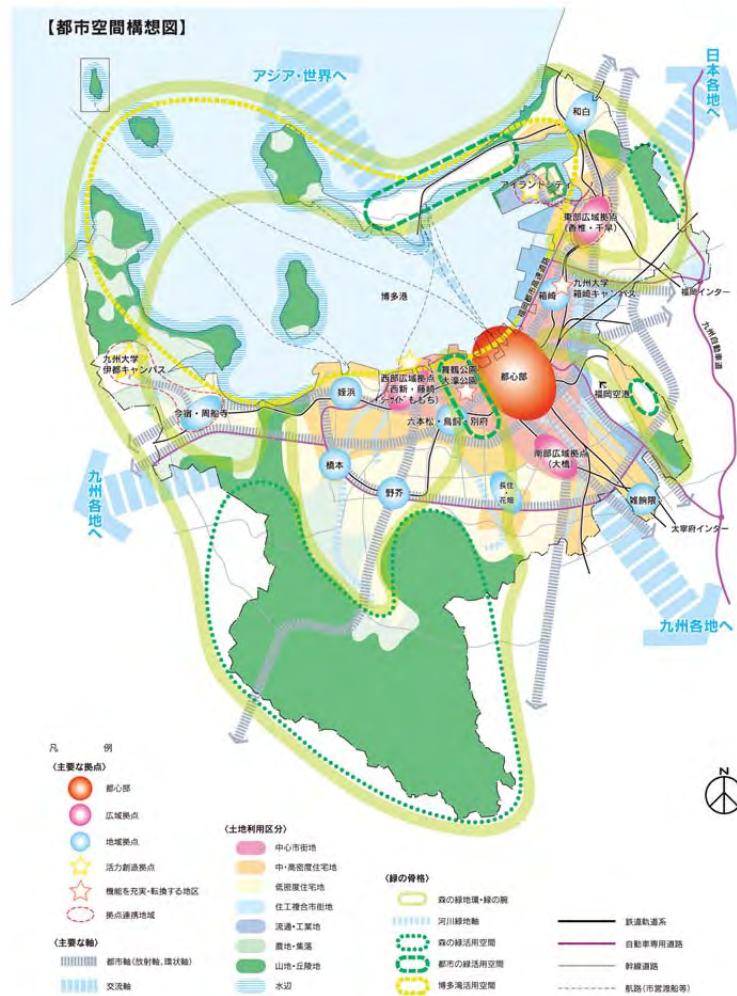 【都市空間構想図】
アジア・世界へ
日本各地へ
和白
アイランドシティ
東部広域拠点
(香椎・千早)
福岡都市高速道路
九州大学
箱崎キャンパス
箱崎
福岡インター
九州自動車道
博多港
九州大学
伊都キャンパス
西部広域拠点
(西新・藤崎
・シーサイドももち)
舞鶴公園
大濠公園
都心部
福岡空港
姪浜
今宿・周船寺
六本松・鳥飼・別府
南部広域拠点
(大橋)
橋本
野芥
長住
・
花畑
雑餉隈
九州各地へ
太宰府インター
九州各地へ
凡 例
〈主要な拠点〉
都心部
広域拠点
地域拠点
活力創造拠点
機能を充実・転換する地区
拠点連携地域
〈主要な軸〉
都市軸(放射軸、環状軸)
交流軸
〈土地利用区分〉
中心市街地
中・高密度住宅地
低密度住宅地
住工複合市街地
流通・工業地
農地・集落
山地・丘陵地
水辺
〈緑の骨格〉
森の緑地環・緑の腕
河川緑地軸
森の緑活用空間
都市の緑活用空間
博多湾活用空間
鉄道軌道系
自動車専用道路
幹線道路
航路(市営渡船等)
N